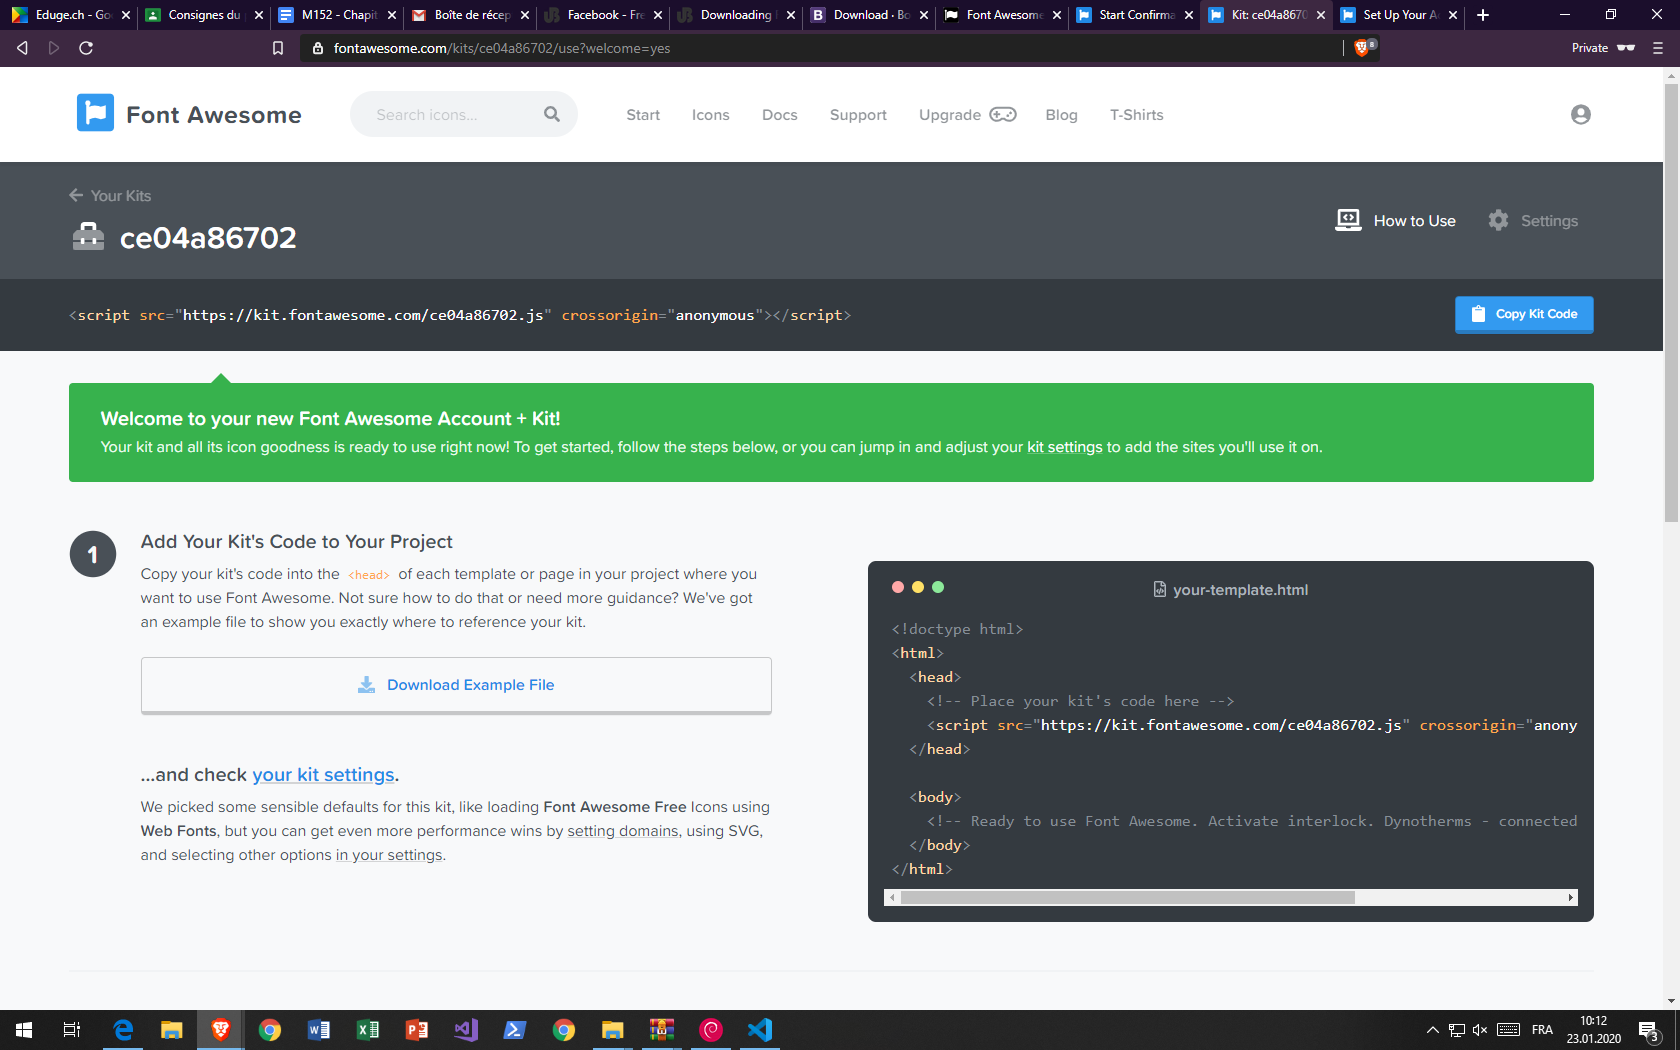 Eduge.ch - Go
Consignes du
M152 - Chapit
Boîte de récep
Facebook - Fre
Downloading
Download · Bo
Font Awesome
Start Confirma
Kit: ce04a8670
Set Up Your A
fontawesome.com/kits/ce04a86702/use?welcome=yes
8
Private
Font Awesome
Search icons...
Start
Icons
Docs
Support
Upgrade
Blog
T-Shirts
Your Kits
ce04a86702
How to Use
Settings
<script src="https://kit.fontawesome.com/ce04a86702.js" crossorigin="anonymous"></script>
Copy Kit Code
Welcome to your new Font Awesome Account + Kit!
Your kit and all its icon goodness is ready to use right now! To get started, follow the steps below, or you can jump in and adjust your kit settings to add the sites you'll use it on.
1
Add Your Kit's Code to Your Project
Copy your kit's code into the <head> of each template or page in your project where you
want to use Font Awesome. Not sure how to do that or need more guidance? We've got
an example file to show you exactly where to reference your kit.
Download Example File
...and check your kit settings.
We picked some sensible defaults for this kit, like loading Font Awesome Free Icons using
Web Fonts, but you can get even more performance wins by setting domains, using SVG,
and selecting other options in your settings.
your-template.html
<!doctype html>
<html>
<head>
<!-- Place your kit's code here -->
<script src="https://kit.fontawesome.com/ce04a86702.js" crossorigin="anony
</head>
<body>
<!-- Ready to use Font Awesome. Activate interlock. Dynotherms - connected
</body>
</html>
FRA
10:12
23.01.2020
3